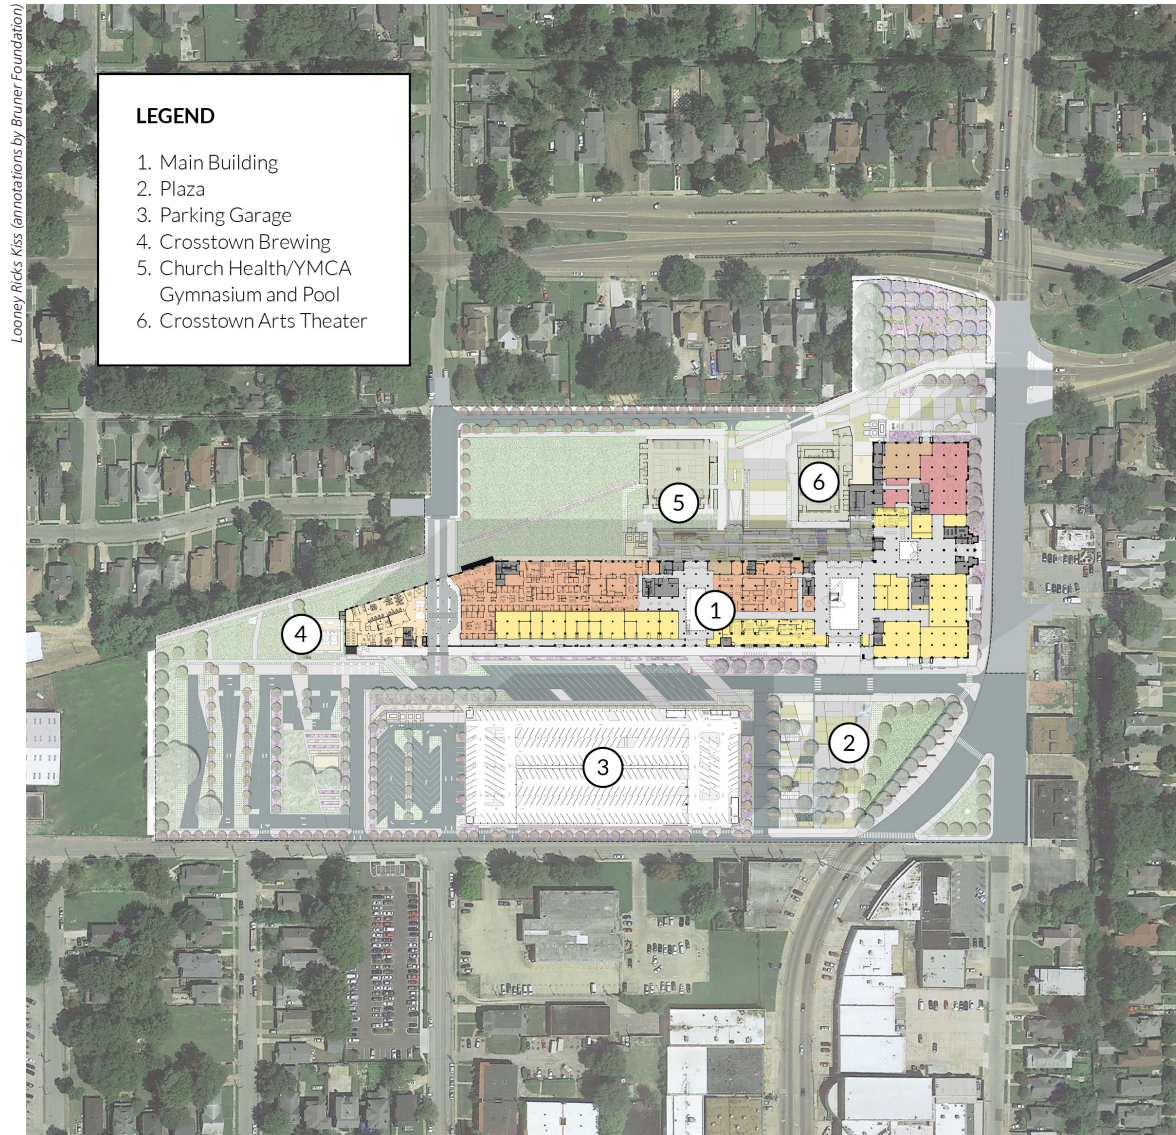 Looney Ricks Kiss (annotations by Bruner Foundation)
LEGEND
1. Main Building
2. Plaza
3. Parking Garage
4. Crosstown Brewing
5. Church Health/YMCA
Gymnasium and Pool
6. Crosstown Arts Theater
5
6
1
4
2
3